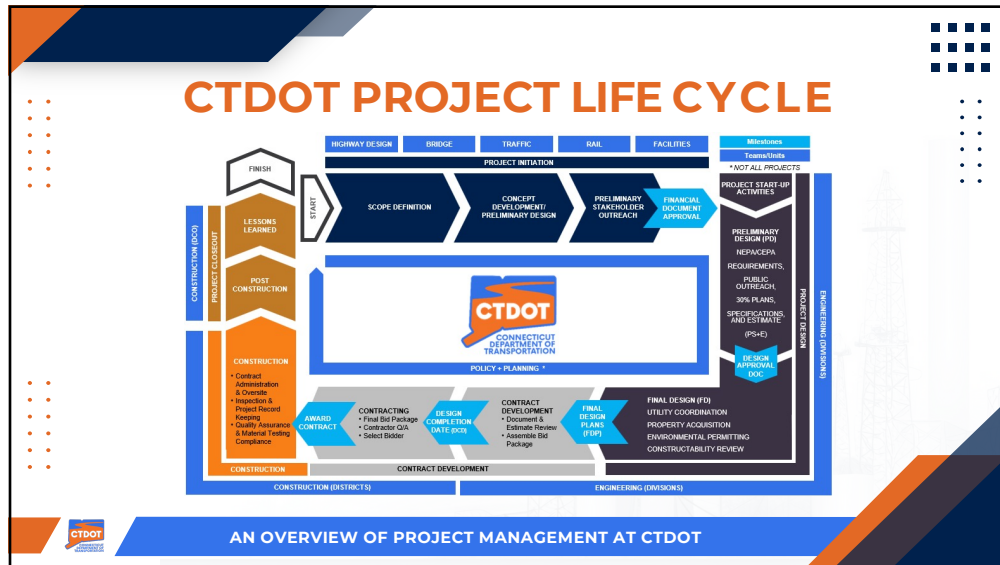 CTDOT PROJECT LIFE CYCLE
HIGHWAY DESIGN
BRIDGE
TRAFFIC
RAIL
FACILITIES
Milestones
Teams/Units
* NOT ALL PROJECTS
PROJECT INITIATION
START
SCOPE DEFINITION
CONCEPT
DEVELOPMENT/
PRELIMINARY DESIGN
PRELIMINARY
STAKEHOLDER
OUTREACH
FINANCIAL
DOCUMENT
APPROVAL
PROJECT START-UP
ACTIVITIES
PRELIMINARY
DESIGN (PD)
NEPA/CEPA
REQUIREMENTS,
PUBLIC
OUTREACH,
30% PLANS,
SPECIFICATIONS,
AND ESTIMATE
(PS+E)
DESIGN
APPROVAL
DOC
PROJECT DESIGN
ENGINEERING (DIVISIONS)
FINAL DESIGN (FD)
UTILITY COORDINATION
PROPERTY ACQUISITION
ENVIRONMENTAL PERMITTING
CONSTRUCTABILITY REVIEW
FINAL
DESIGN
PLANS
(FDP)
CONTRACT
DEVELOPMENT
• Document &
Estimate Review
• Assemble Bid
Package
DESIGN
COMPLETION
DATE (DCD)
CONTRACTING
• Final Bid Package
• Contractor Q/A
• Select Bidder
AWARD
CONTRACT
CONTRACT DEVELOPMENT
ENGINEERING (DIVISIONS)
CONSTRUCTION (DISTRICTS)
CONSTRUCTION
CONSTRUCTION
• Contract
Administration
& Oversite
• Inspection &
Project Record
Keeping
• Quality Assurance
& Material Testing
Compliance
POST
CONSTRUCTION
LESSONS
LEARNED
FINISH
PROJECT CLOSEOUT
CONSTRUCTION (DCO)
CTDOT
CONNECTICUT
DEPARTMENT OF
TRANSPORTATION
POLICY + PLANNING *
CTDOT
CONNECTICUT
DEPARTMENT OF
TRANSPORTATION
AN OVERVIEW OF PROJECT MANAGEMENT AT CTDOT